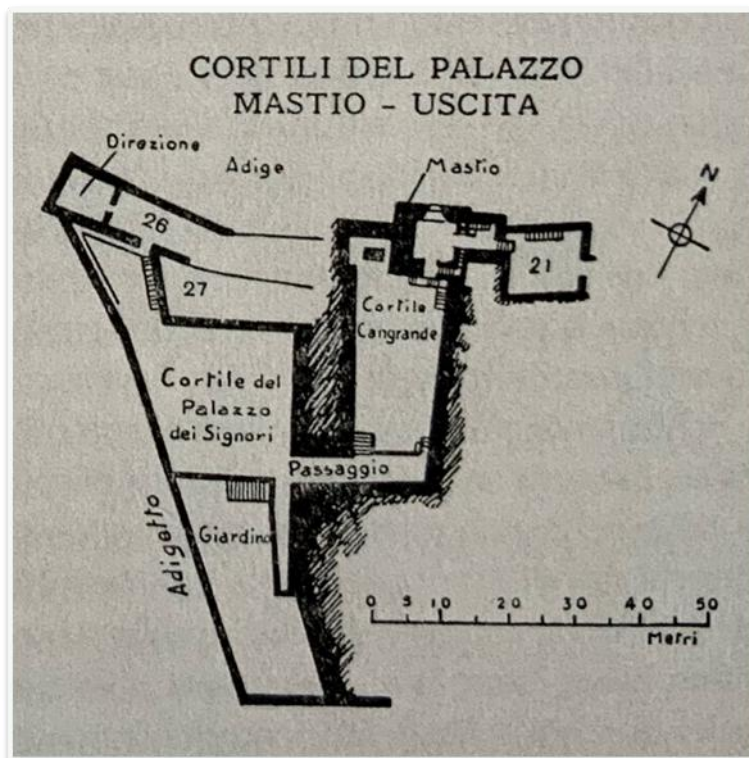 CORTILI DEL PALAZZO
MASTIO - USCITA
Direzione
Adige
Mastio
N
26
21
27
Cortile
Cangrande
Cortile del
Palazzo
dei Signori
Passaggio
Giardino
Adigetto
0 5 10 20 30 40 50
Metri